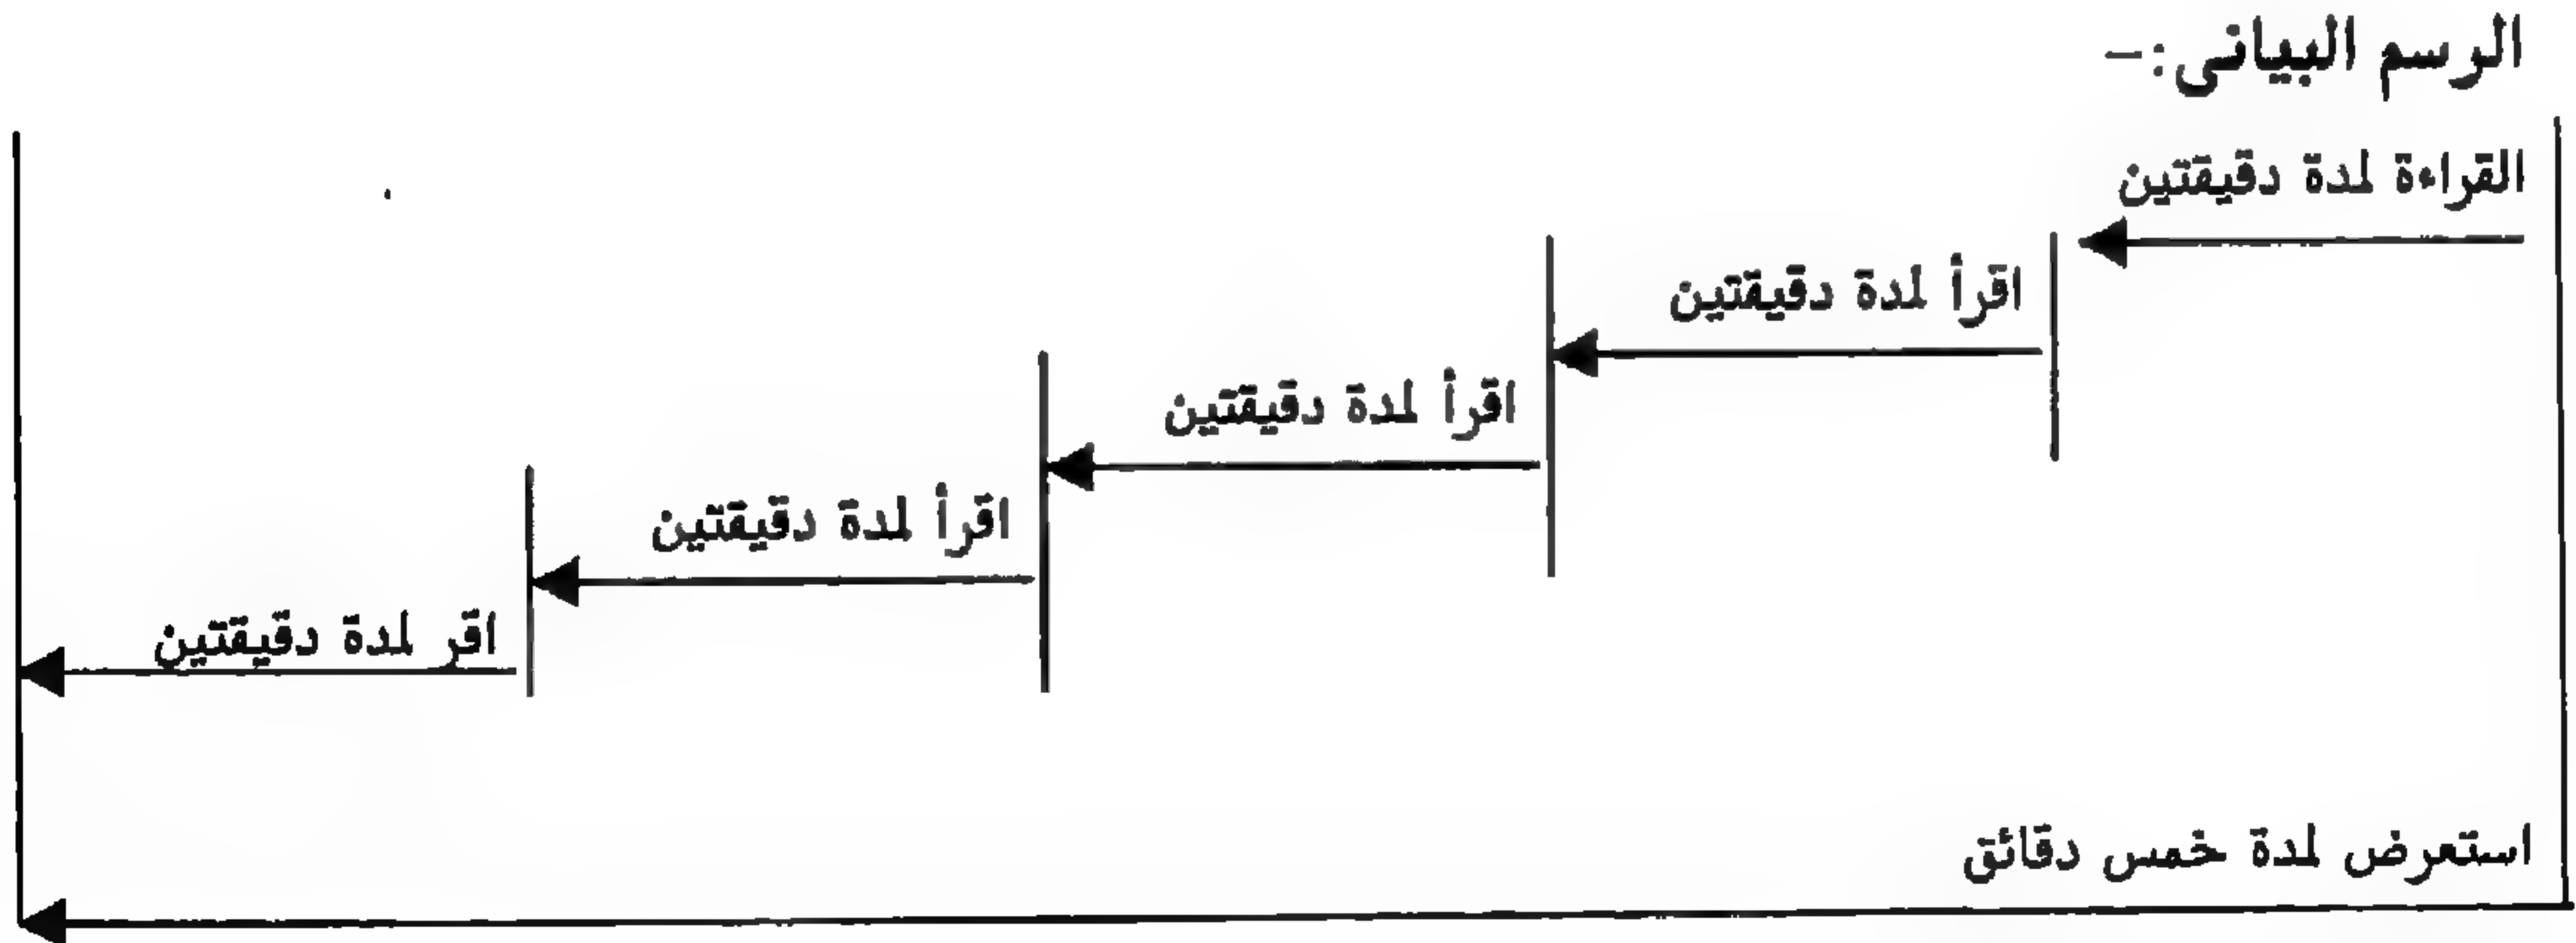 الرسم البيانى:–
القراءة لمدة دقيقتين
اقرأ لمدة دقيقتين
اقرأ لمدة دقيقتين
اقرأ لمدة دقيقتين
اقر لمدة دقيقتين
استعرض لمدة خمس دقائق